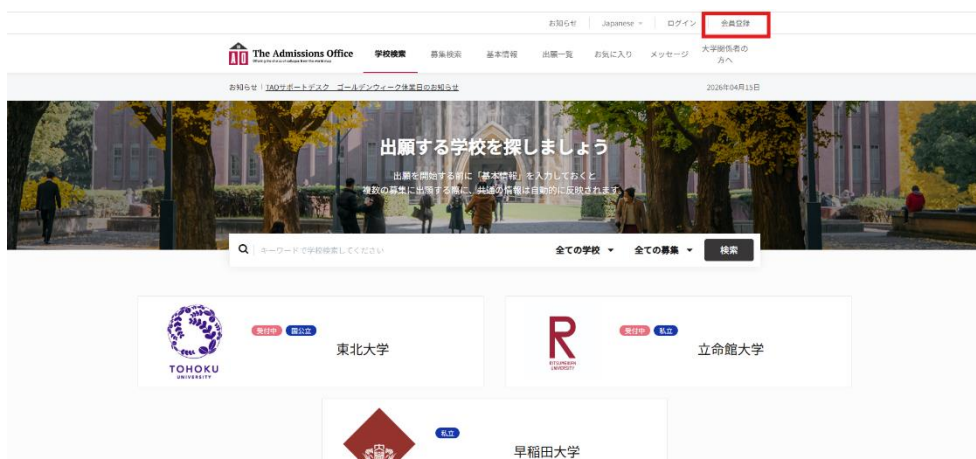 お知らせ Japanese ログイン 会員登録
The Admissions Office 学校検索 募集検索 基本情報 出願一覧 お気に入り メッセージ 大学関係者の
方へ
お知らせ | TAOサポートデスク ゴールデンウィーク休業日のお知らせ 2026年04月15日
出願する学校を探しましょう
出願を開始する前に「基本情報」を入力しておくと
複数の募集に出願する際に、共通の情報は自動的に反映されます。
キーワードで学校検索してください 全ての学校 全ての募集 検索
受付中 国公立
東北大学
TOHOKU
UNIVERSITY
受付中 私立
立命館大学
R
RITSUMEIKAN
UNIVERSITY
私立
早稲田大学